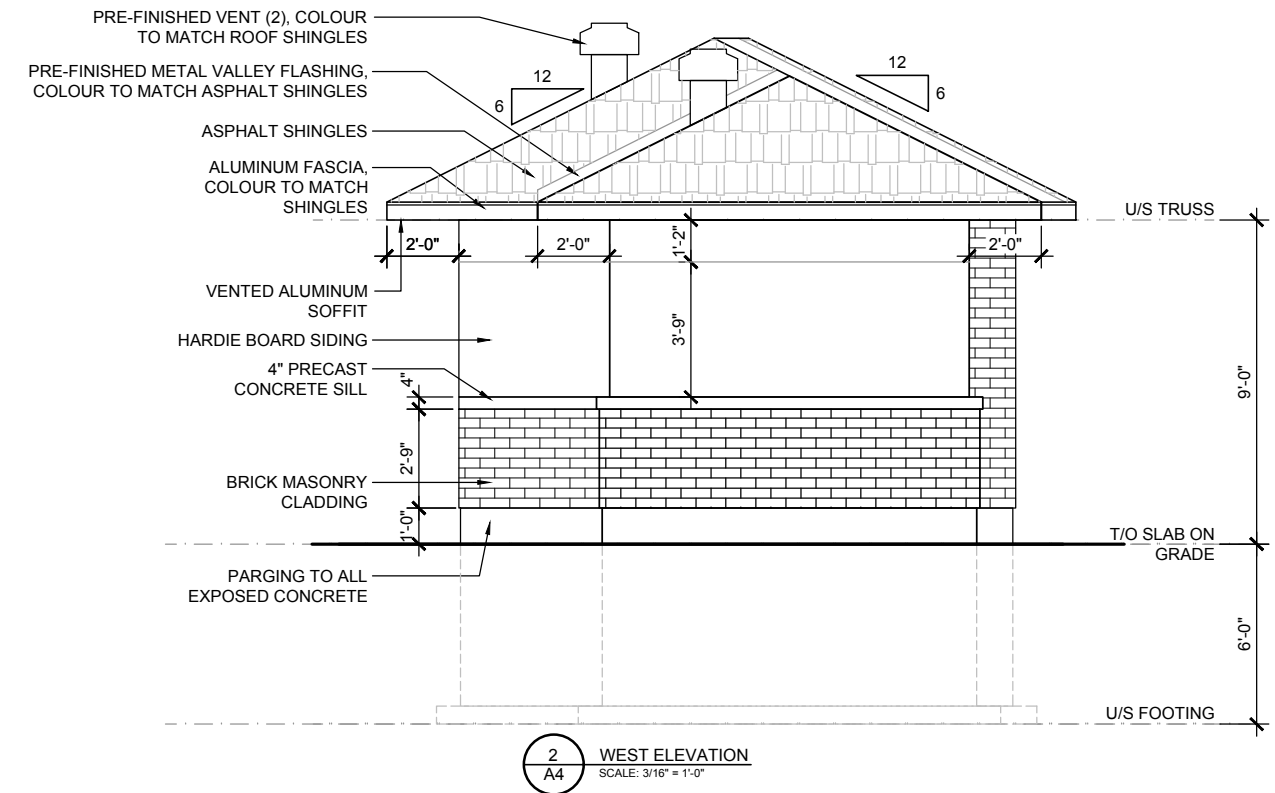 PRE-FINISHED VENT (2), COLOUR
TO MATCH ROOF SHINGLES
PRE-FINISHED METAL VALLEY FLASHING,
COLOUR TO MATCH ASPHALT SHINGLES
ASPHALT SHINGLES
ALUMINUM FASCIA,
COLOUR TO MATCH
SHINGLES
12
6
12
6
U/S TRUSS
2'-0"
2'-0"
1'-2"
2'-0"
VENTED ALUMINUM
SOFFIT
HARDIE BOARD SIDING
3'-9"
4" PRECAST
CONCRETE SILL
4"
9'-0"
2'-9"
BRICK MASONRY
CLADDING
1'-0"
T/O SLAB ON
GRADE
PARGING TO ALL
EXPOSED CONCRETE
6'-0"
U/S FOOTING
2
A4
WEST ELEVATION
SCALE: 3/16" = 1'-0"